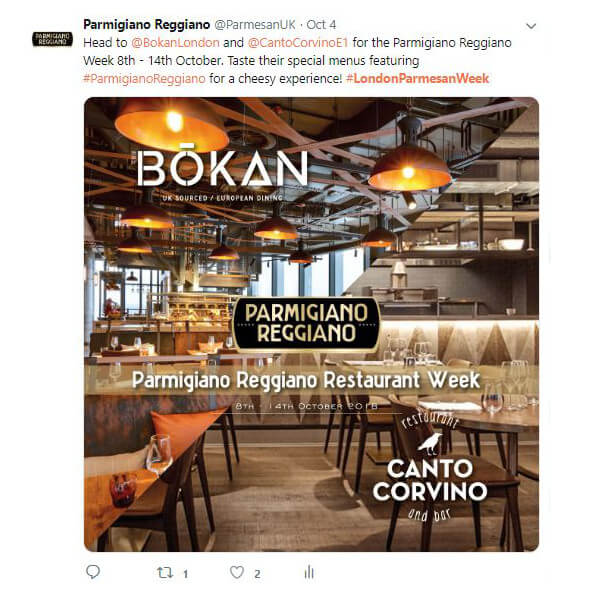 PARMIGIANO
REGGIANO
Parmigiano Reggiano @ParmesanUK · Oct 4
Head to @BokanLondon and @CantoCorvinoE1 for the Parmigiano Reggiano
Week 8th - 14th October. Taste their special menus featuring
#ParmigianoReggiano for a cheesy experience! #LondonParmesanWeek
BŌKAN
UK SOURCED / EUROPEAN DINING
PARMIGIANO
REGGIANO
Parmigiano Reggiano Restaurant Week
8th - 14th October 2018
restaurant
CANTO
CORVINO
and bar
1
2